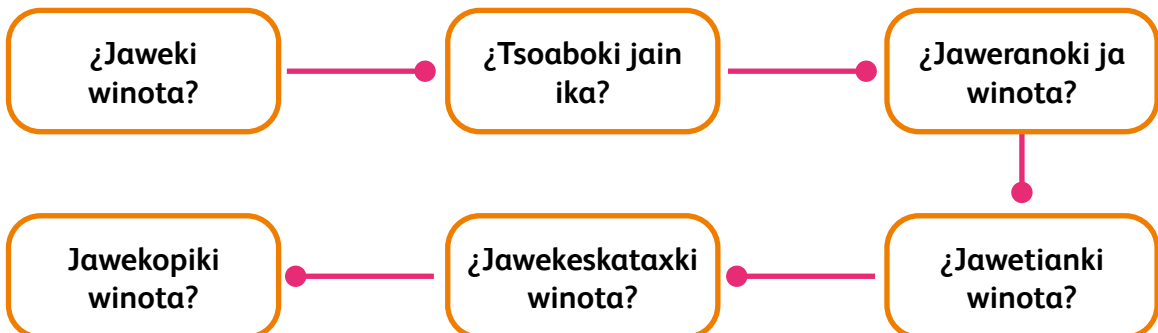 ¿Jaweki
winota?
¿Tsoaboki jain
ika?
¿Jaweranoki ja
winota?
¿Jawetianki
winota?
¿Jawekeskataxki
winota?
Jawekopiki
winota?